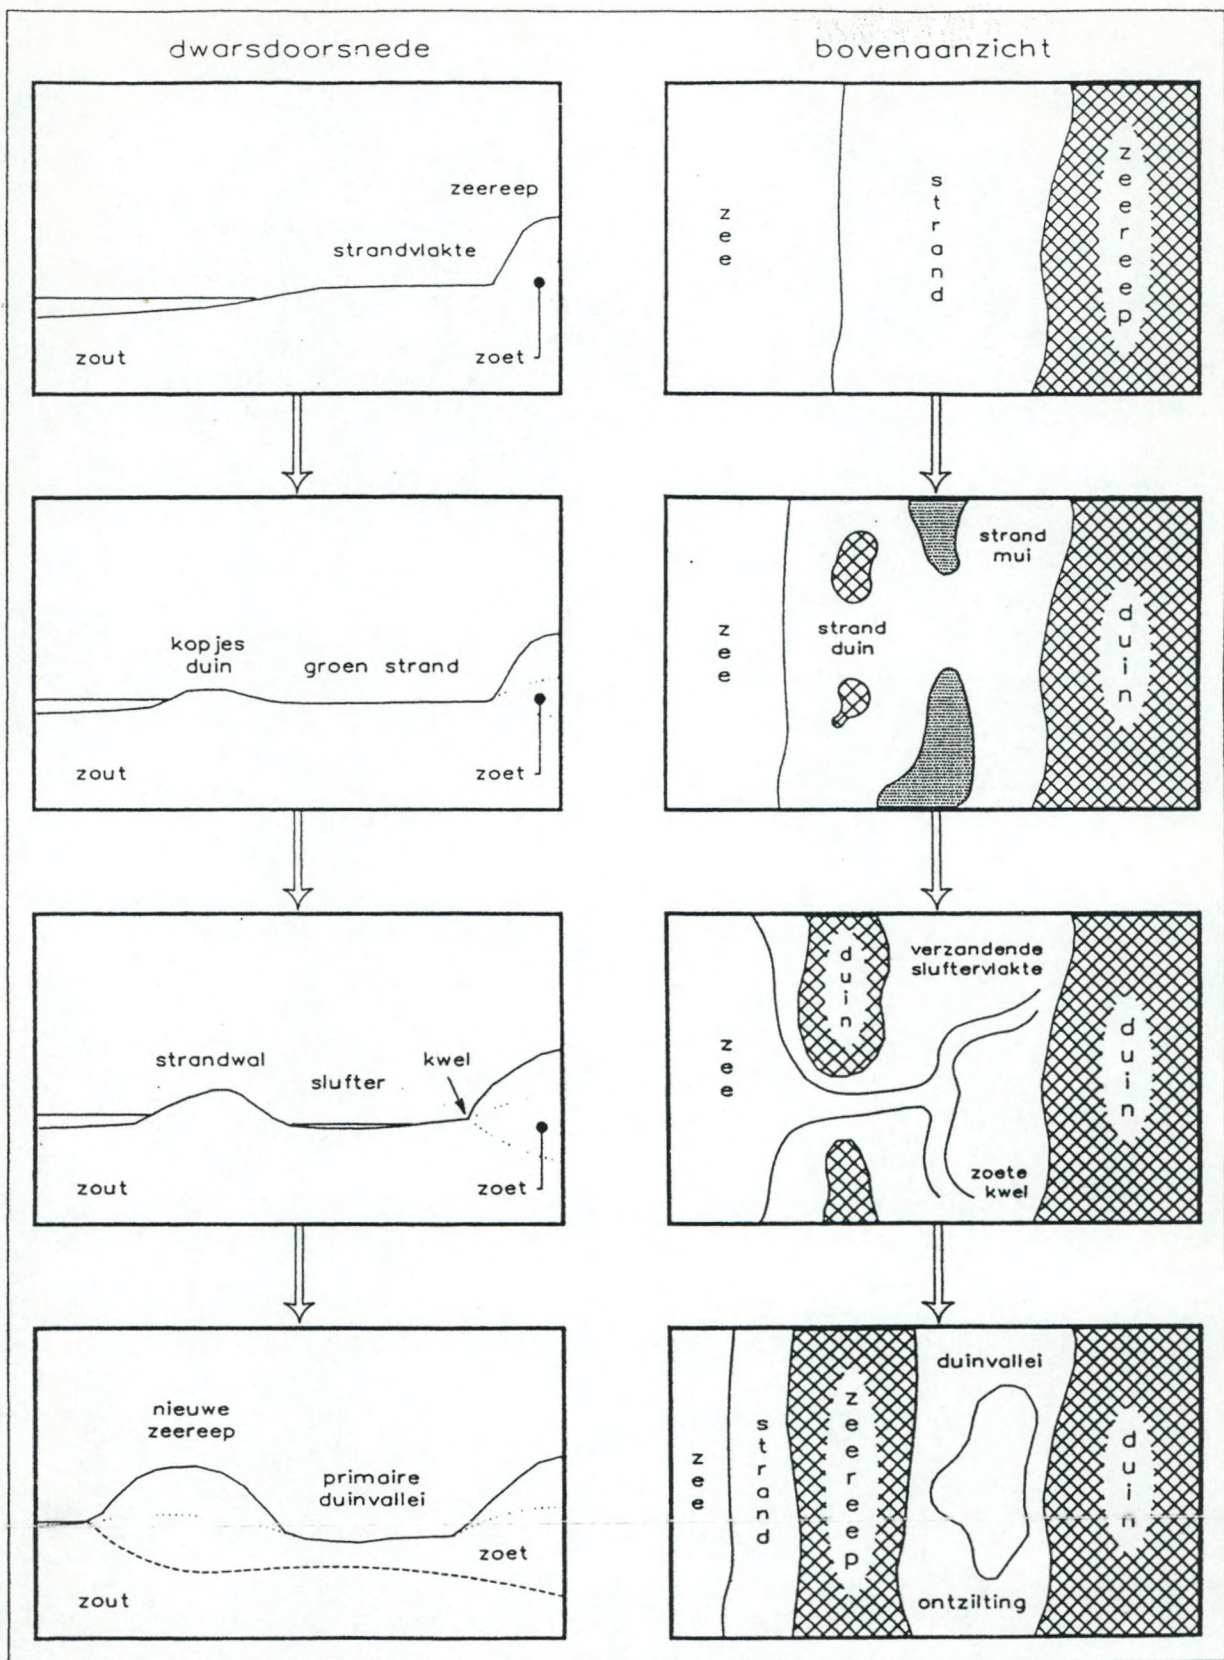 dwarsdoorsnede
bovenaanzicht
zeereep
strandvlakte
zout
zoet
zee
strand
zeereep
kopjes
duin
groen strand
zout
zoet
zee
strand
duin
strand
mui
duin
strandwal
slufter
kwel
zout
zoet
zee
duin
verzandende
sluftervlakte
zoete
kwel
duin
nieuwe
zeereep
primaire
duinvallei
zoet
zout
zee
strand
zeereep
duinvallei
ontzilting
duin